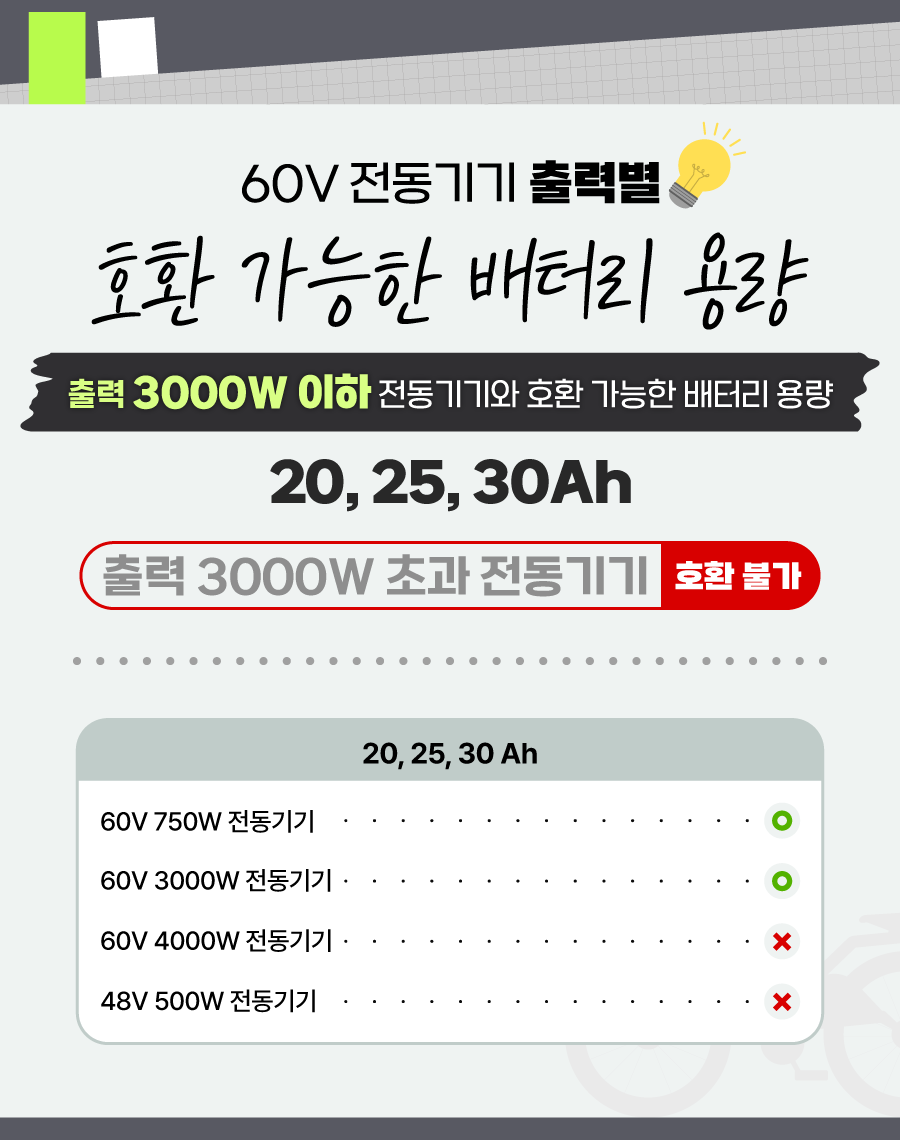 60V 전동기기 출력별
호환 가능한 배터리 용량
출력 3000W 이하 전동기기와 호환 가능한 배터리 용량
20, 25, 30Ah
출력 3000W 초과 전동기기 호환 불가
20, 25, 30 Ah
60V 750W 전동기기
60V 3000W 전동기기
60V 4000W 전동기기
48V 500W 전동기기